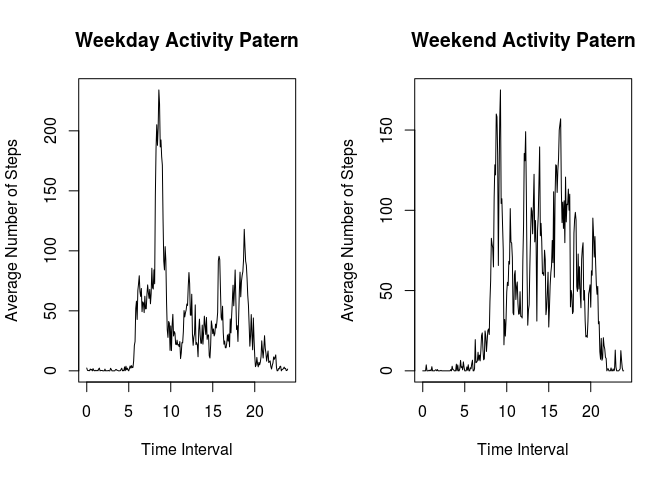 Weekday Activity Patern
Average Number of Steps
200
150
100
50
0
0 5 10 15 20
Time Interval
Weekend Activity Patern
Average Number of Steps
150
100
50
0
0 5 10 15 20
Time Interval